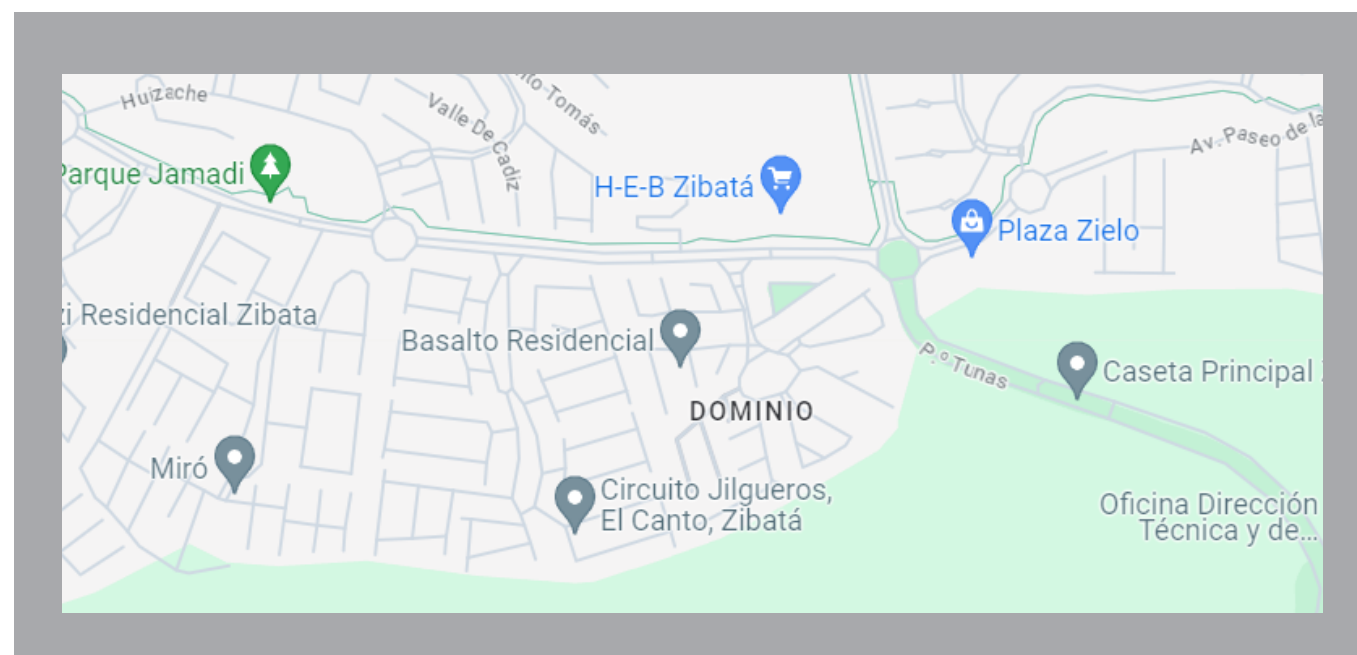 Huizache
Valle De Cadiz
Tomás
Parque Jamadi
H-E-B Zibatá
Av. Paseo de la
Plaza Zielo
Residencial Zibata
Basalto Residencial
P.º Tunas
Caseta Principal
DOMINIO
Miró
Circuito Jilgueros,
El Canto, Zibatá
Oficina Dirección
Técnica y de...